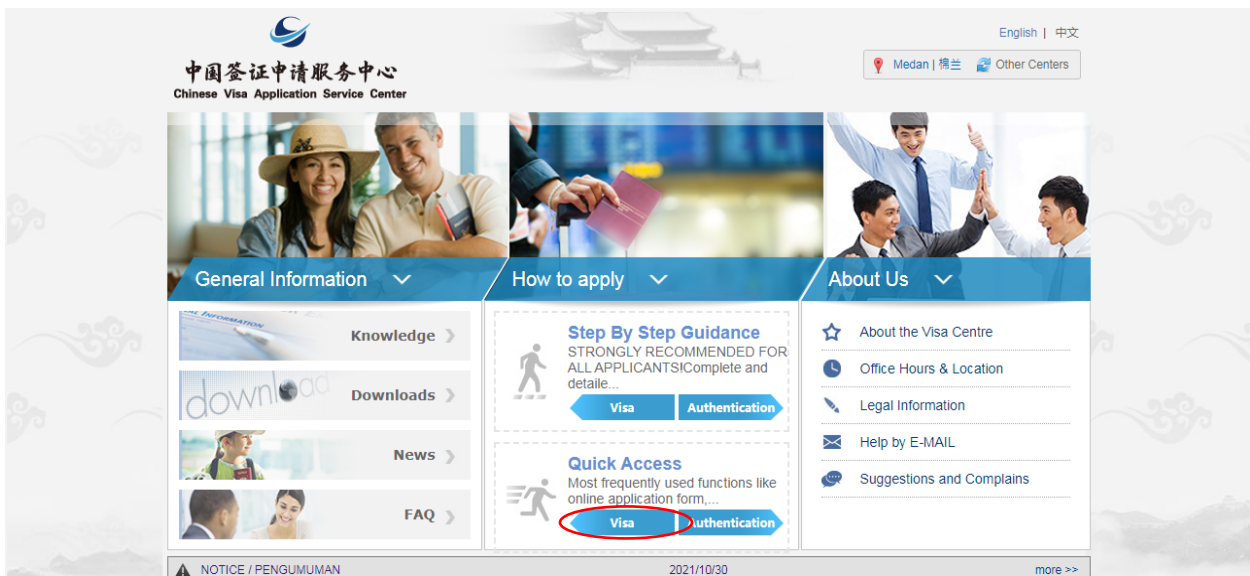 English | 中文
中国签证申请服务中心
Chinese Visa Application Service Center
Medan | 棉兰 Other Centers
General Information
How to apply
About Us
AL INFORMATION
Knowledge
download
Downloads
News
FAQ
Step By Step Guidance
STRONGLY RECOMMENDED FOR
ALL APPLICANTS!Complete and
detaile...
Visa Authentication
Quick Access
Most frequently used functions like
online application form,...
Visa Authentication
About the Visa Centre
Office Hours & Location
Legal Information
Help by E-MAIL
Suggestions and Complains
NOTICE / PENGUMUMAN 2021/10/30 more >>